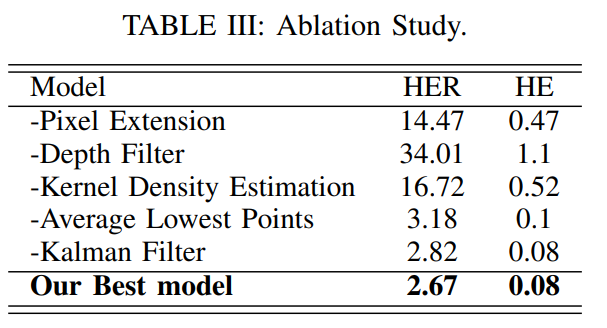 TABLE III: Ablation Study.
Model HER HE
-Pixel Extension 14.47 0.47
-Depth Filter 34.01 1.1
-Kernel Density Estimation 16.72 0.52
-Average Lowest Points 3.18 0.1
-Kalman Filter 2.82 0.08
Our Best model 2.67 0.08